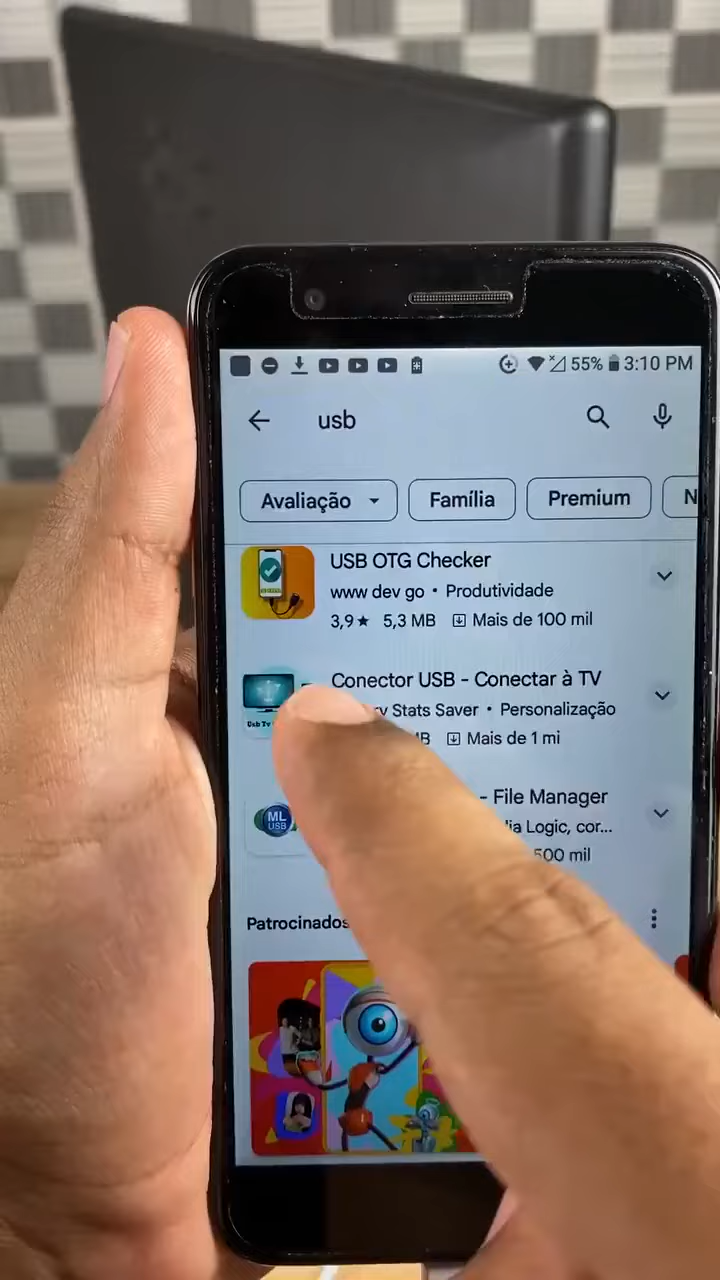 55% 3:10 PM
usb
Avaliação
Família
Premium
N
USB OTG Checker
www dev go • Produtividade
3,9★ 5,3 MB Mais de 100 mil
Conector USB - Conectar à TV
Stats Saver • Personalização
MB Mais de 1 mi
ML
USB
- File Manager
Logic, cor...
500 mil
Patrocinados